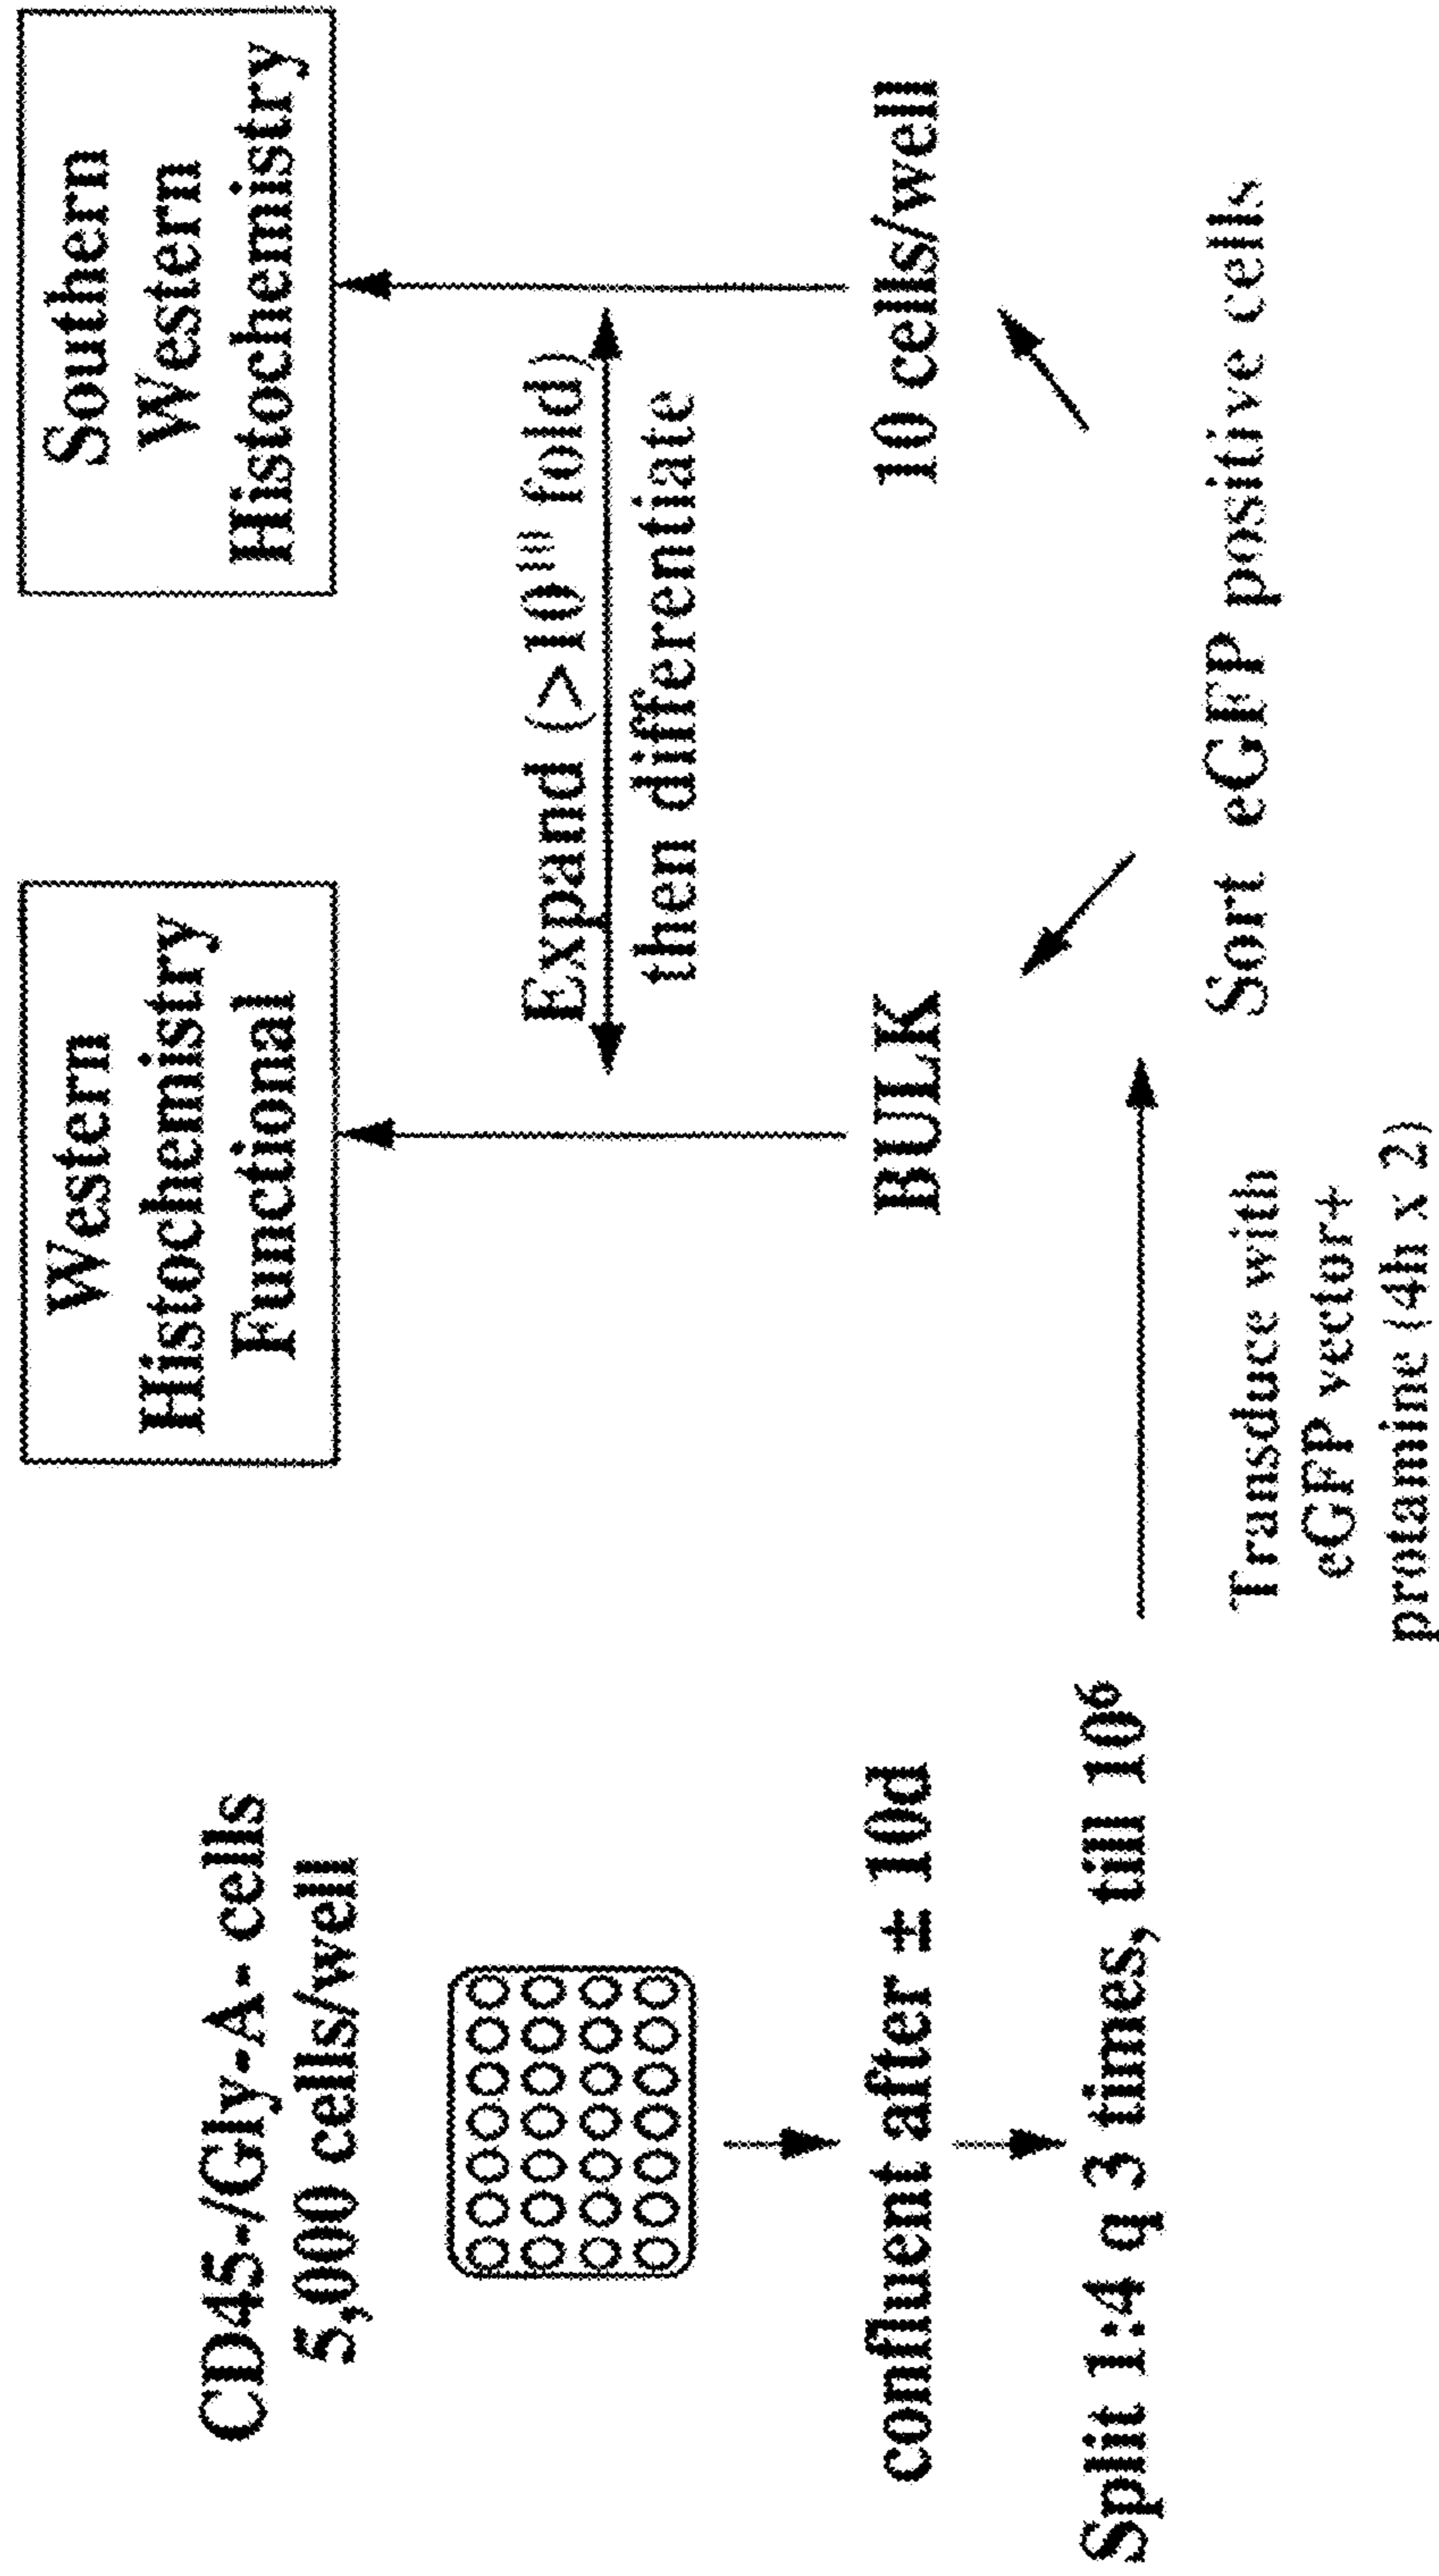 CD45-/Gly-A- cells
5,000 cells/well
confluent after ± 10d
Split 1:4 q 3 times, till 10⁶
Transduce with
eGFP vector+
protamine (4h x 2)
Sort eGFP positive cells
BULK
10 cells/well
Expand (>10 fold)
then differentiate
Western
Histochemistry
Functional
Southern
Western
Histochemistry